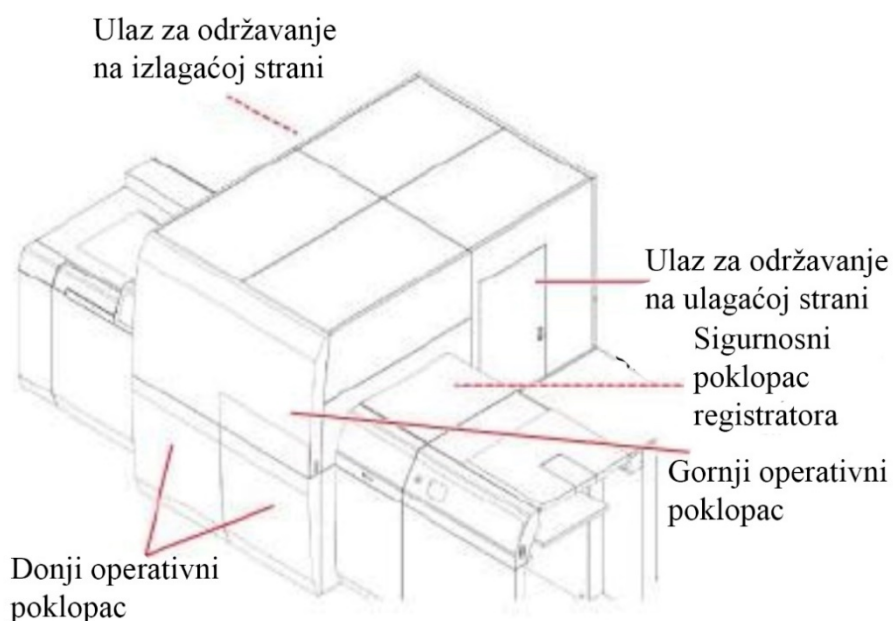 Ulaz za održavanje
na izlagaćoj strani
Ulaz za održavanje
na ulagaćoj strani
Sigurnosni
poklopac
registratora
Gornji operativni
poklopac
Donji operativni
poklopac